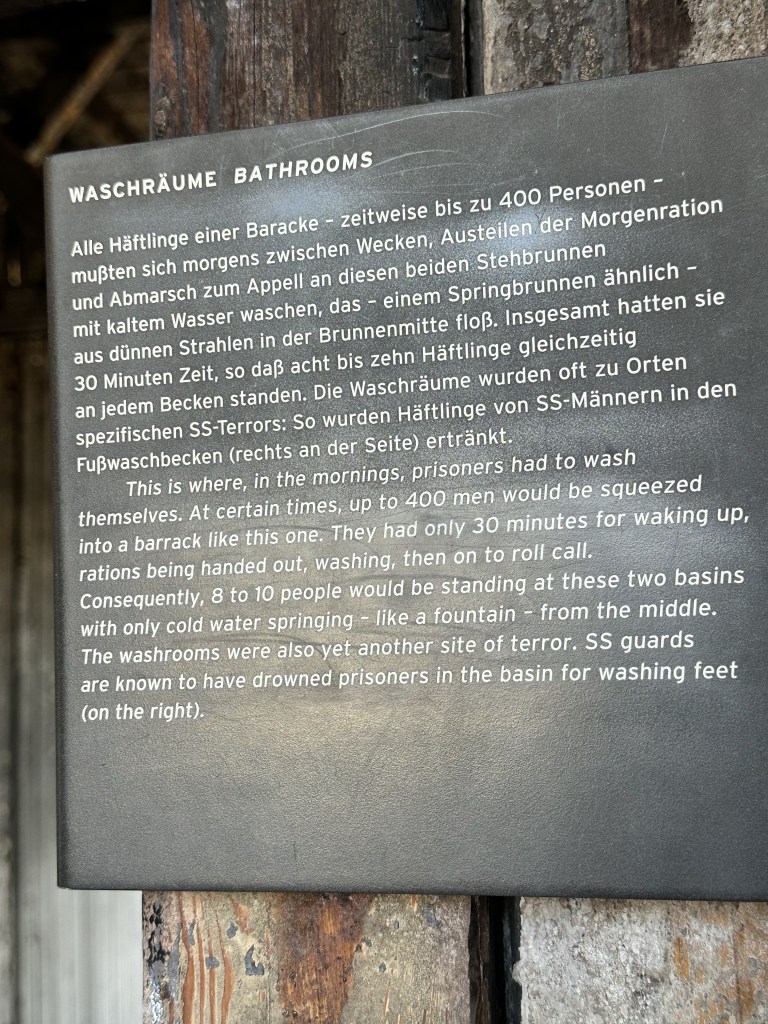 WASCHRÄUME BATHROOMS
Alle Häftlinge einer Baracke – zeitweise bis zu 400 Personen –
mußten sich morgens zwischen Wecken, Austeilen der Morgenration
und Abmarsch zum Appell an diesen beiden Stehbrunnen
mit kaltem Wasser waschen, das – einem Springbrunnen ähnlich –
aus dünnen Strahlen in der Brunnenmitte floß. Insgesamt hatten sie
30 Minuten Zeit, so daß acht bis zehn Häftlinge gleichzeitig
an jedem Becken standen. Die Waschräume wurden oft zu Orten
spezifischen SS-Terrors: So wurden Häftlinge von SS-Männern in den
Fußwaschbecken (rechts an der Seite) ertränkt.
This is where, in the mornings, prisoners had to wash
themselves. At certain times, up to 400 men would be squeezed
into a barrack like this one. They had only 30 minutes for waking up,
rations being handed out, washing, then on to roll call.
Consequently, 8 to 10 people would be standing at these two basins
with only cold water springing – like a fountain – from the middle.
The washrooms were also yet another site of terror. SS guards
are known to have drowned prisoners in the basin for washing feet
(on the right).